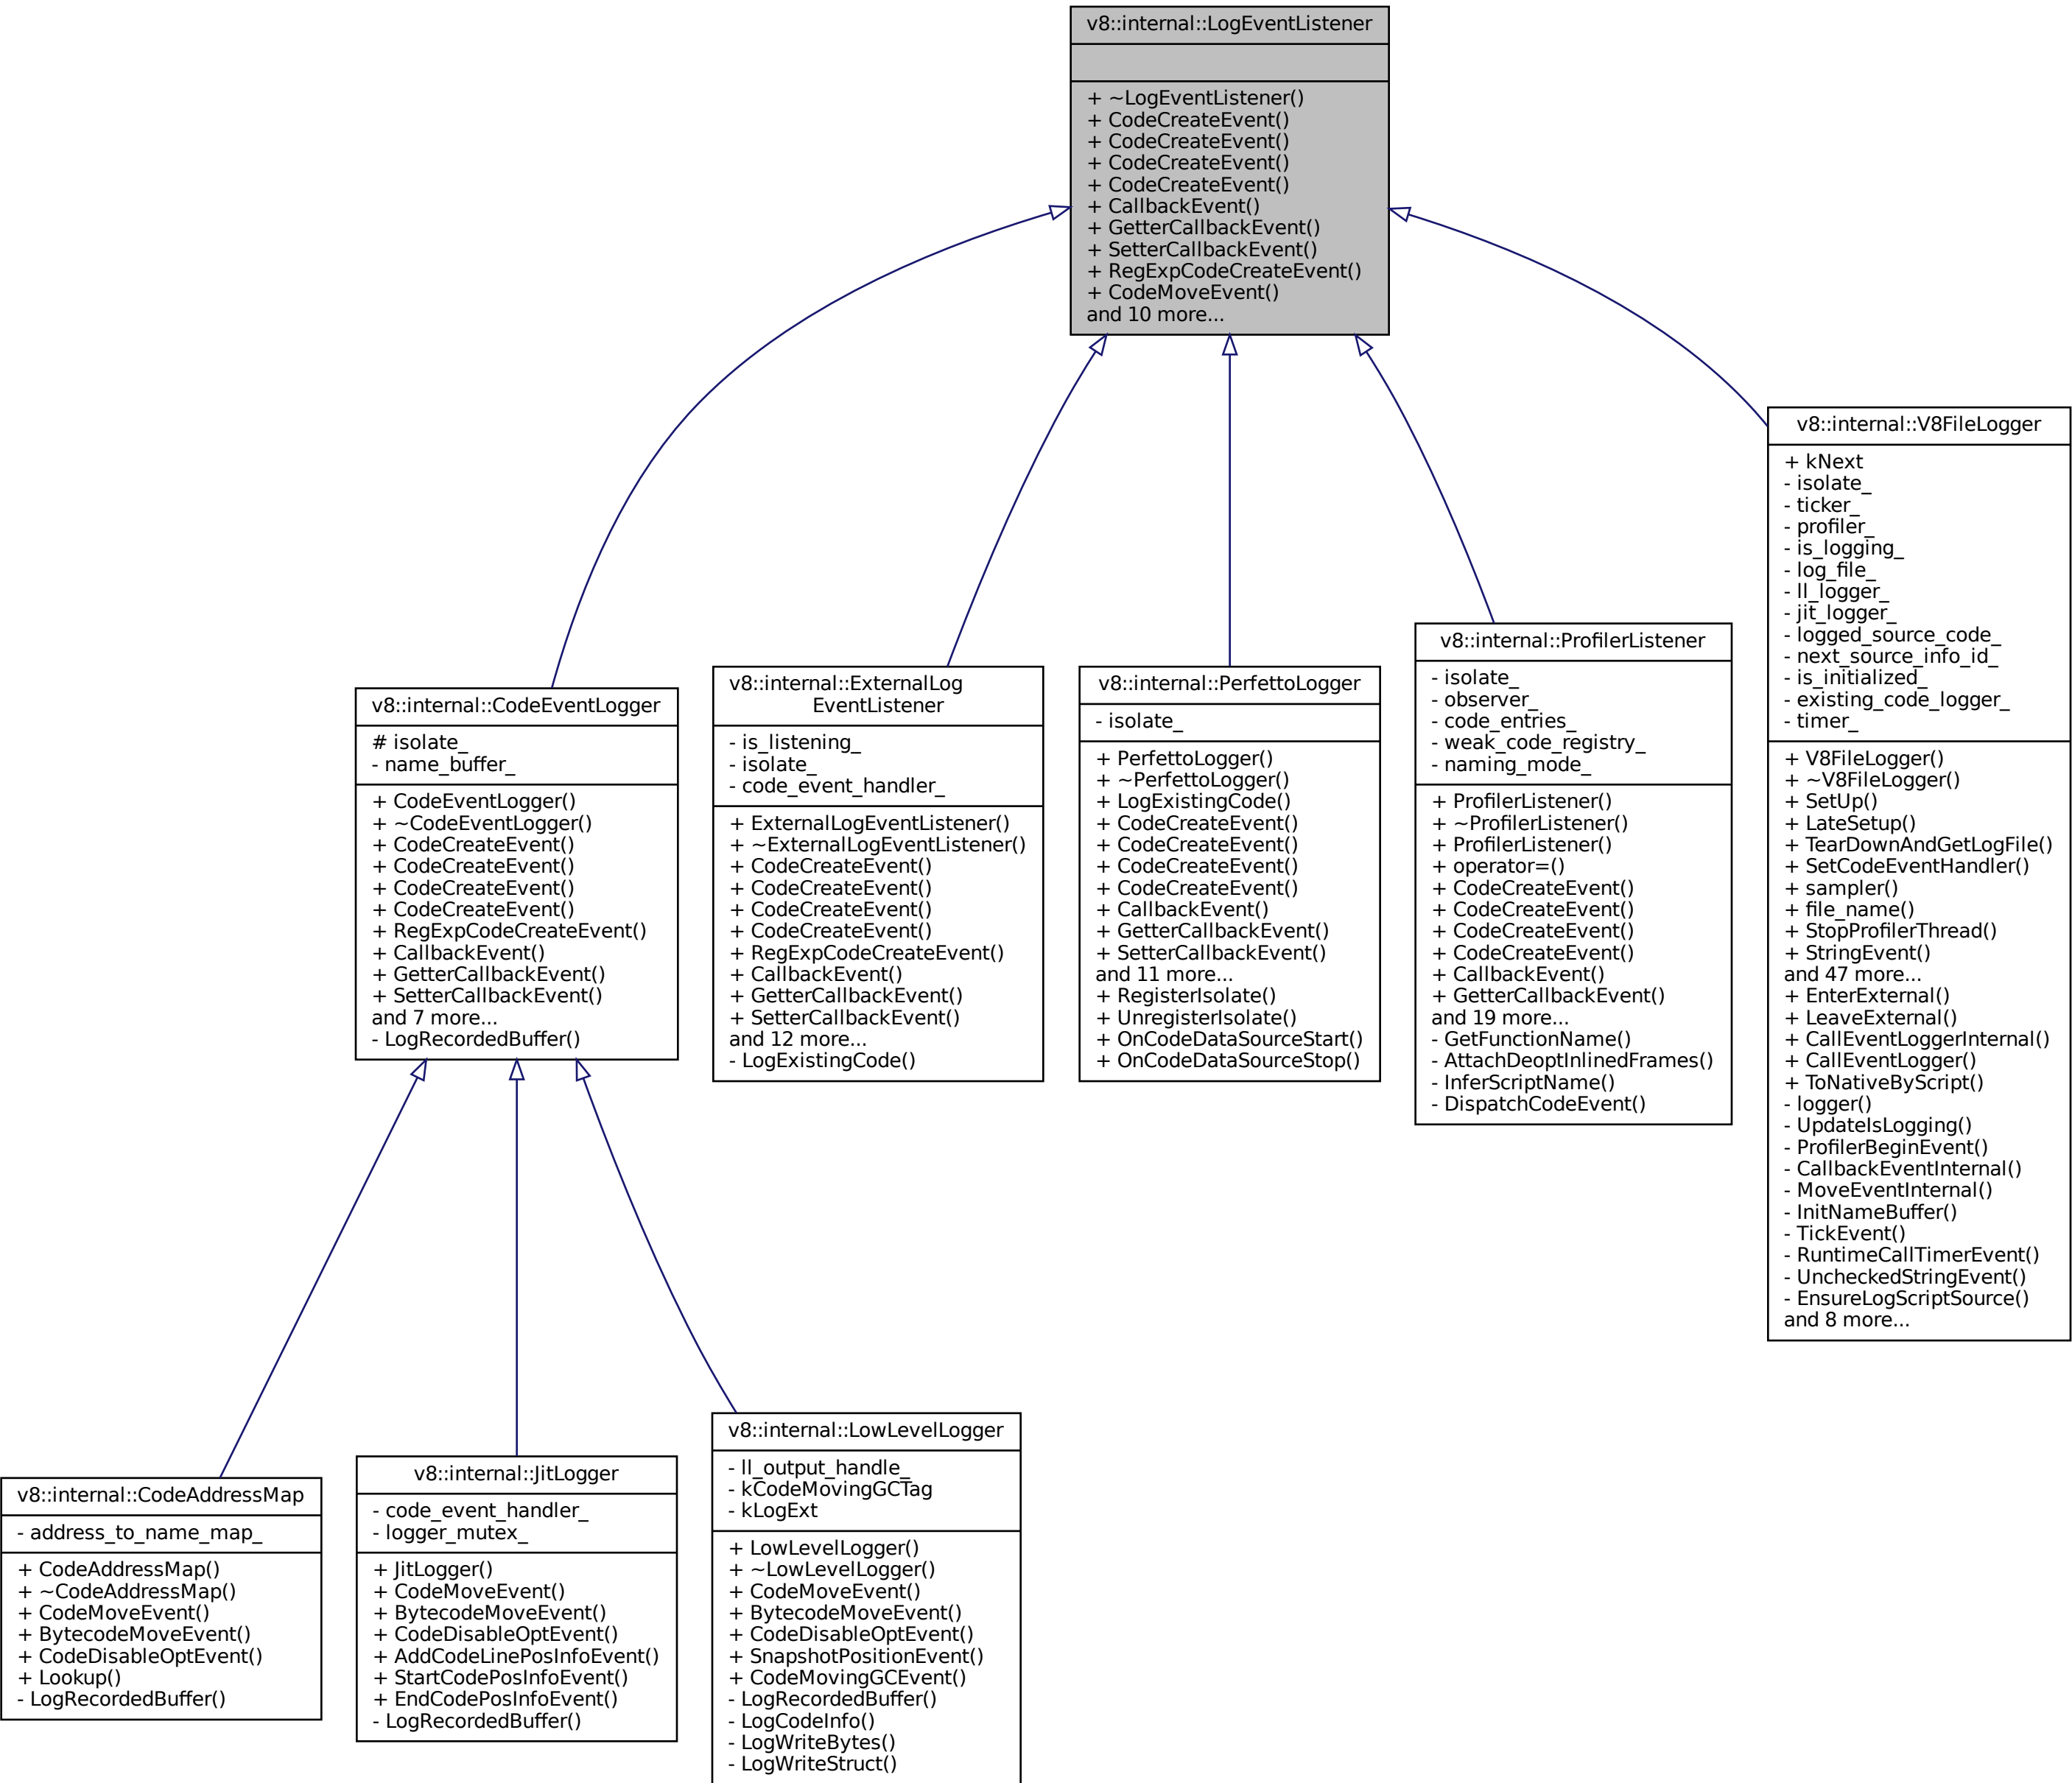 v8::internal::LogEventListener
+ ~LogEventListener()
+ CodeCreateEvent()
+ CodeCreateEvent()
+ CodeCreateEvent()
+ CodeCreateEvent()
+ CallbackEvent()
+ GetterCallbackEvent()
+ SetterCallbackEvent()
+ RegExpCodeCreateEvent()
+ CodeMoveEvent()
and 10 more...
v8::internal::CodeEventLogger
# isolate_
- name_buffer_
+ CodeEventLogger()
+ ~CodeEventLogger()
+ CodeCreateEvent()
+ CodeCreateEvent()
+ CodeCreateEvent()
+ CodeCreateEvent()
+ RegExpCodeCreateEvent()
+ CallbackEvent()
+ GetterCallbackEvent()
+ SetterCallbackEvent()
and 7 more...
- LogRecordedBuffer()
v8::internal::ExternalLog
EventListener
- is_listening_
- isolate_
- code_event_handler_
+ ExternalLogEventListener()
+ ~ExternalLogEventListener()
+ CodeCreateEvent()
+ CodeCreateEvent()
+ CodeCreateEvent()
+ CodeCreateEvent()
+ RegExpCodeCreateEvent()
+ CallbackEvent()
+ GetterCallbackEvent()
+ SetterCallbackEvent()
and 12 more...
- LogExistingCode()
v8::internal::PerfettoLogger
- isolate_
+ PerfettoLogger()
+ ~PerfettoLogger()
+ LogExistingCode()
+ CodeCreateEvent()
+ CodeCreateEvent()
+ CodeCreateEvent()
+ CodeCreateEvent()
+ CallbackEvent()
+ GetterCallbackEvent()
+ SetterCallbackEvent()
and 11 more...
+ RegisterIsolate()
+ UnregisterIsolate()
+ OnCodeDataSourceStart()
+ OnCodeDataSourceStop()
v8::internal::ProfilerListener
- isolate_
- observer_
- code_entries_
- weak_code_registry_
- naming_mode_
+ ProfilerListener()
+ ~ProfilerListener()
+ ProfilerListener()
+ operator=()
+ CodeCreateEvent()
+ CodeCreateEvent()
+ CodeCreateEvent()
+ CodeCreateEvent()
+ CallbackEvent()
+ GetterCallbackEvent()
and 19 more...
- GetFunctionName()
- AttachDeoptInlinedFrames()
- InferScriptName()
- DispatchCodeEvent()
v8::internal::V8FileLogger
+ kNext
- isolate_
- ticker_
- profiler_
- is_logging_
- log_file_
- ll_logger_
- jit_logger_
- logged_source_code_
- next_source_info_id_
- is_initialized_
- existing_code_logger_
- timer_
+ V8FileLogger()
+ ~V8FileLogger()
+ SetUp()
+ LateSetup()
+ TearDownAndGetLogFile()
+ SetCodeEventHandler()
+ sampler()
+ file_name()
+ StopProfilerThread()
+ StringEvent()
and 47 more...
+ EnterExternal()
+ LeaveExternal()
+ CallEventLoggerInternal()
+ CallEventLogger()
+ ToNativeByScript()
- logger()
- UpdateIsLogging()
- ProfilerBeginEvent()
- CallbackEventInternal()
- MoveEventInternal()
- InitNameBuffer()
- TickEvent()
- RuntimeCallTimerEvent()
- UncheckedStringEvent()
- EnsureLogScriptSource()
and 8 more...
v8::internal::CodeAddressMap
- address_to_name_map_
+ CodeAddressMap()
+ ~CodeAddressMap()
+ CodeMoveEvent()
+ BytecodeMoveEvent()
+ CodeDisableOptEvent()
+ Lookup()
- LogRecordedBuffer()
v8::internal::JitLogger
- code_event_handler_
- logger_mutex_
+ JitLogger()
+ CodeMoveEvent()
+ BytecodeMoveEvent()
+ CodeDisableOptEvent()
+ AddCodeLinePosInfoEvent()
+ StartCodePosInfoEvent()
+ EndCodePosInfoEvent()
- LogRecordedBuffer()
v8::internal::LowLevelLogger
- ll_output_handle_
- kCodeMovingGCTag
- kLogExt
+ LowLevelLogger()
+ ~LowLevelLogger()
+ CodeMoveEvent()
+ BytecodeMoveEvent()
+ CodeDisableOptEvent()
+ SnapshotPositionEvent()
+ CodeMovingGCEvent()
- LogRecordedBuffer()
- LogCodeInfo()
- LogWriteBytes()
- LogWriteStruct()